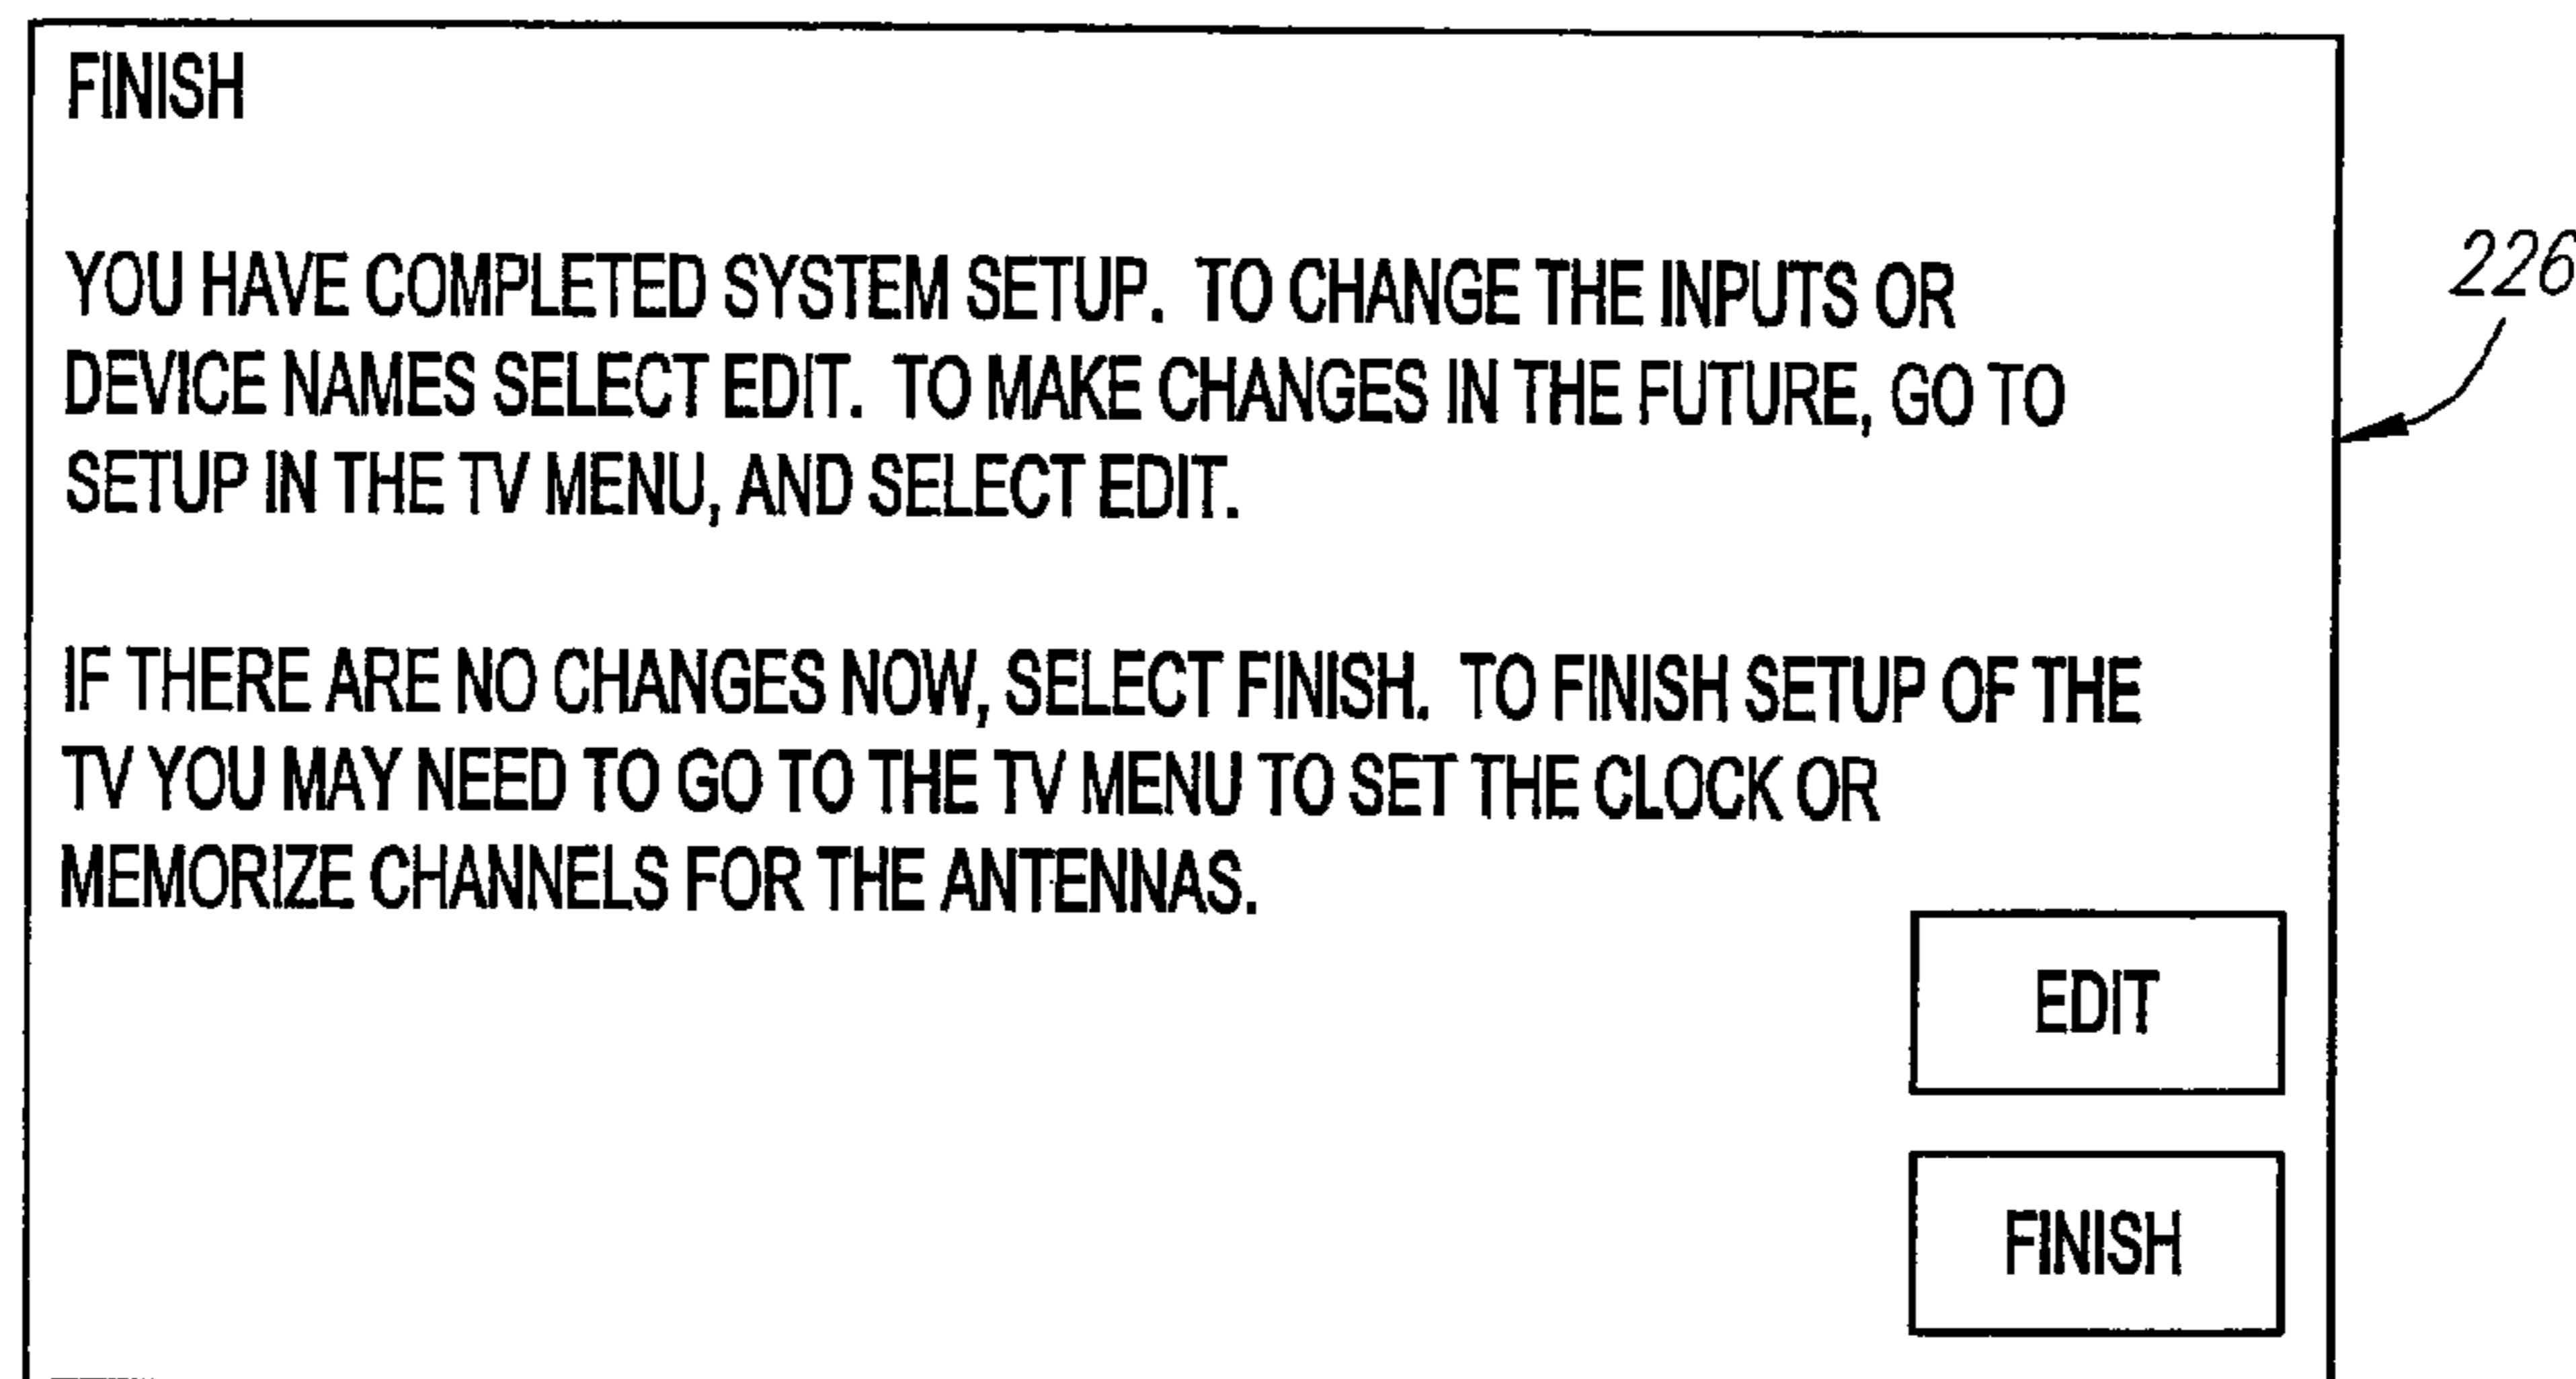 FINISH
YOU HAVE COMPLETED SYSTEM SETUP. TO CHANGE THE INPUTS OR
DEVICE NAMES SELECT EDIT. TO MAKE CHANGES IN THE FUTURE, GO TO
SETUP IN THE TV MENU, AND SELECT EDIT.
IF THERE ARE NO CHANGES NOW, SELECT FINISH. TO FINISH SETUP OF THE
TV YOU MAY NEED TO GO TO THE TV MENU TO SET THE CLOCK OR
MEMORIZE CHANNELS FOR THE ANTENNAS.
EDIT
FINISH
226